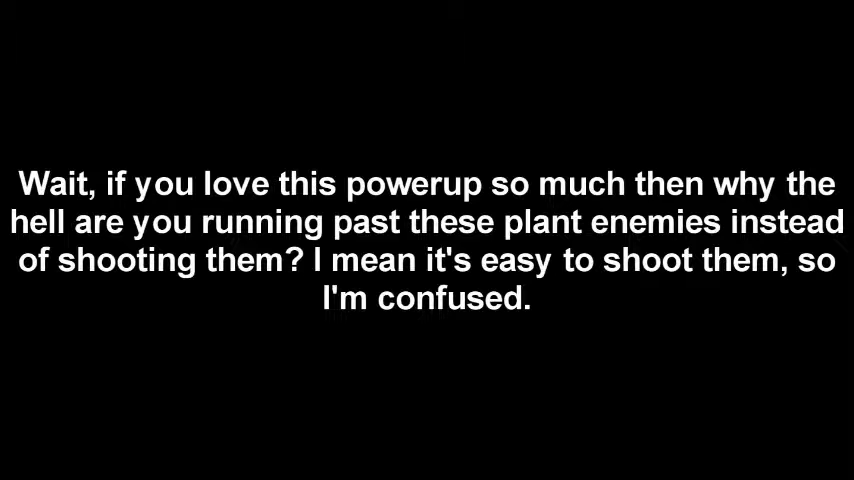 Wait, if you love this powerup so much then why the
hell are you running past these plant enemies instead
of shooting them? I mean it's easy to shoot them, so
I'm confused.